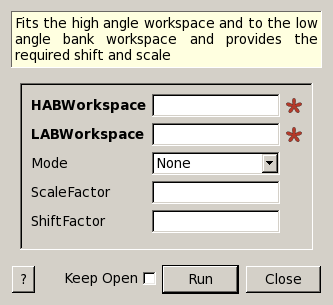 Fits the high angle workspace and to the low
angle bank workspace and provides the
required shift and scale
HABWorkspace
LABWorkspace
Mode None
ScaleFactor
ShiftFactor
? Keep Open Run Close